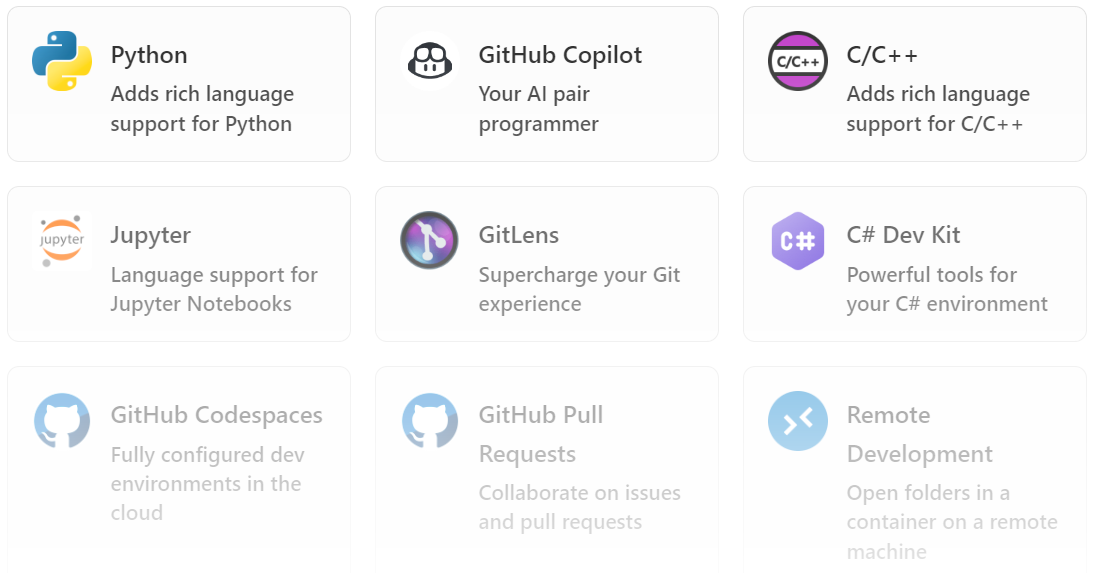 Python
Adds rich language
support for Python
GitHub Copilot
Your AI pair
programmer
C/C++
C/C++
Adds rich language
support for C/C++
jupyter
Jupyter
Language support for
Jupyter Notebooks
GitLens
Supercharge your Git
experience
C#
C# Dev Kit
Powerful tools for
your C# environment
GitHub Codespaces
Fully configured dev
environments in the
cloud
GitHub Pull
Requests
Collaborate on issues
and pull requests
Remote
Development
Open folders in a
container on a remote
machine